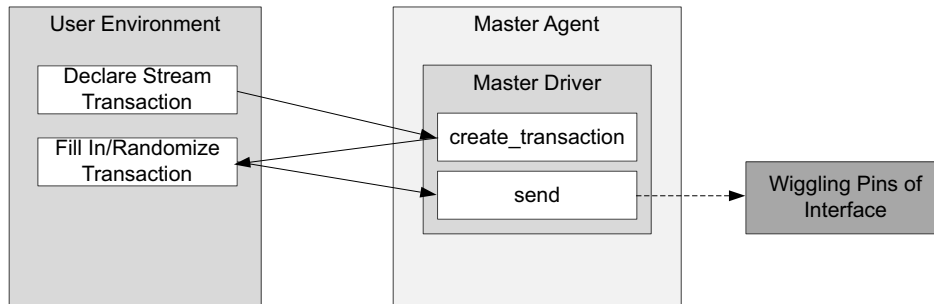 User Environment
Declare Stream
Transaction
Fill In/Randomize
Transaction
Master Agent
Master Driver
create_transaction
send
Wiggling Pins of
Interface